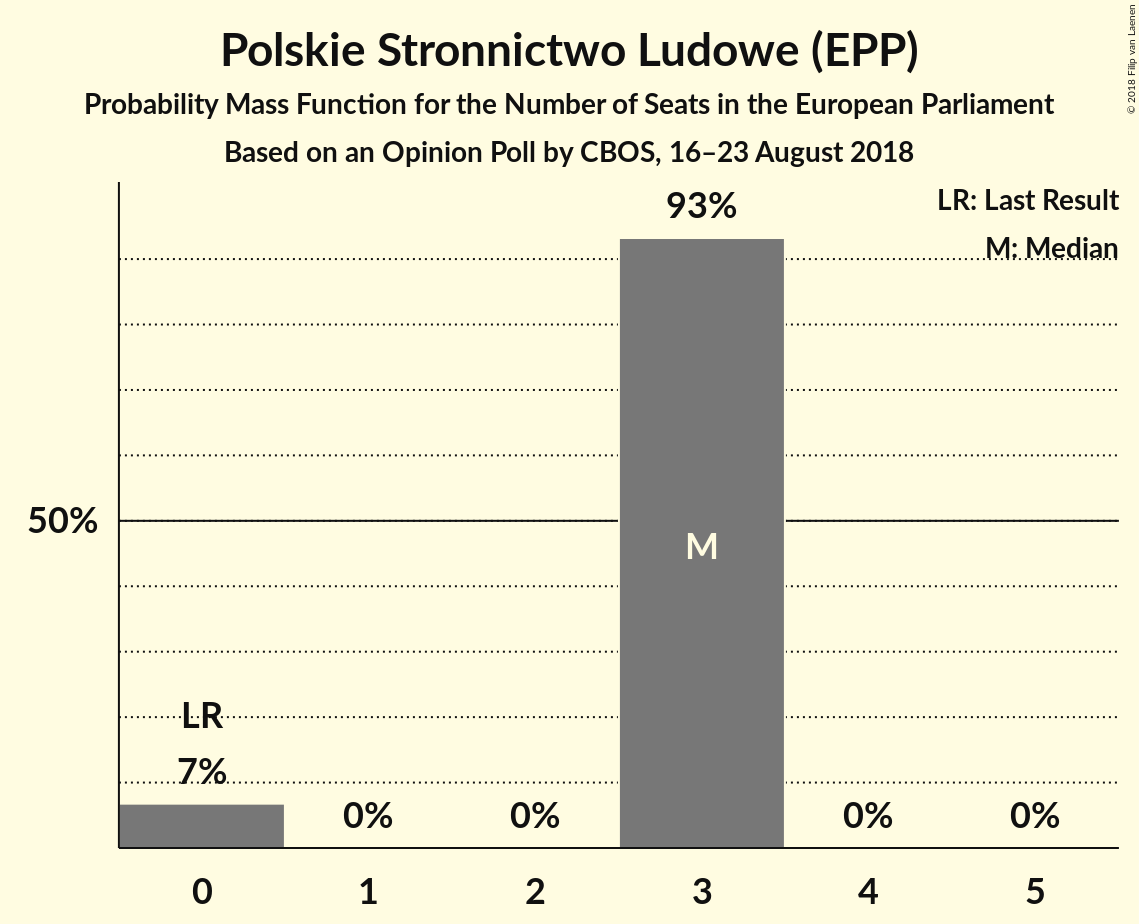 Polskie Stronnictwo Ludowe (EPP)
Probability Mass Function for the Number of Seats in the European Parliament
Based on an Opinion Poll by CBOS, 16–23 August 2018
© 2018 Filip van Laenen
LR: Last Result
M: Median
93%
50%
M
LR
7%
0%
0%
0%
0%
0 1 2 3 4 5